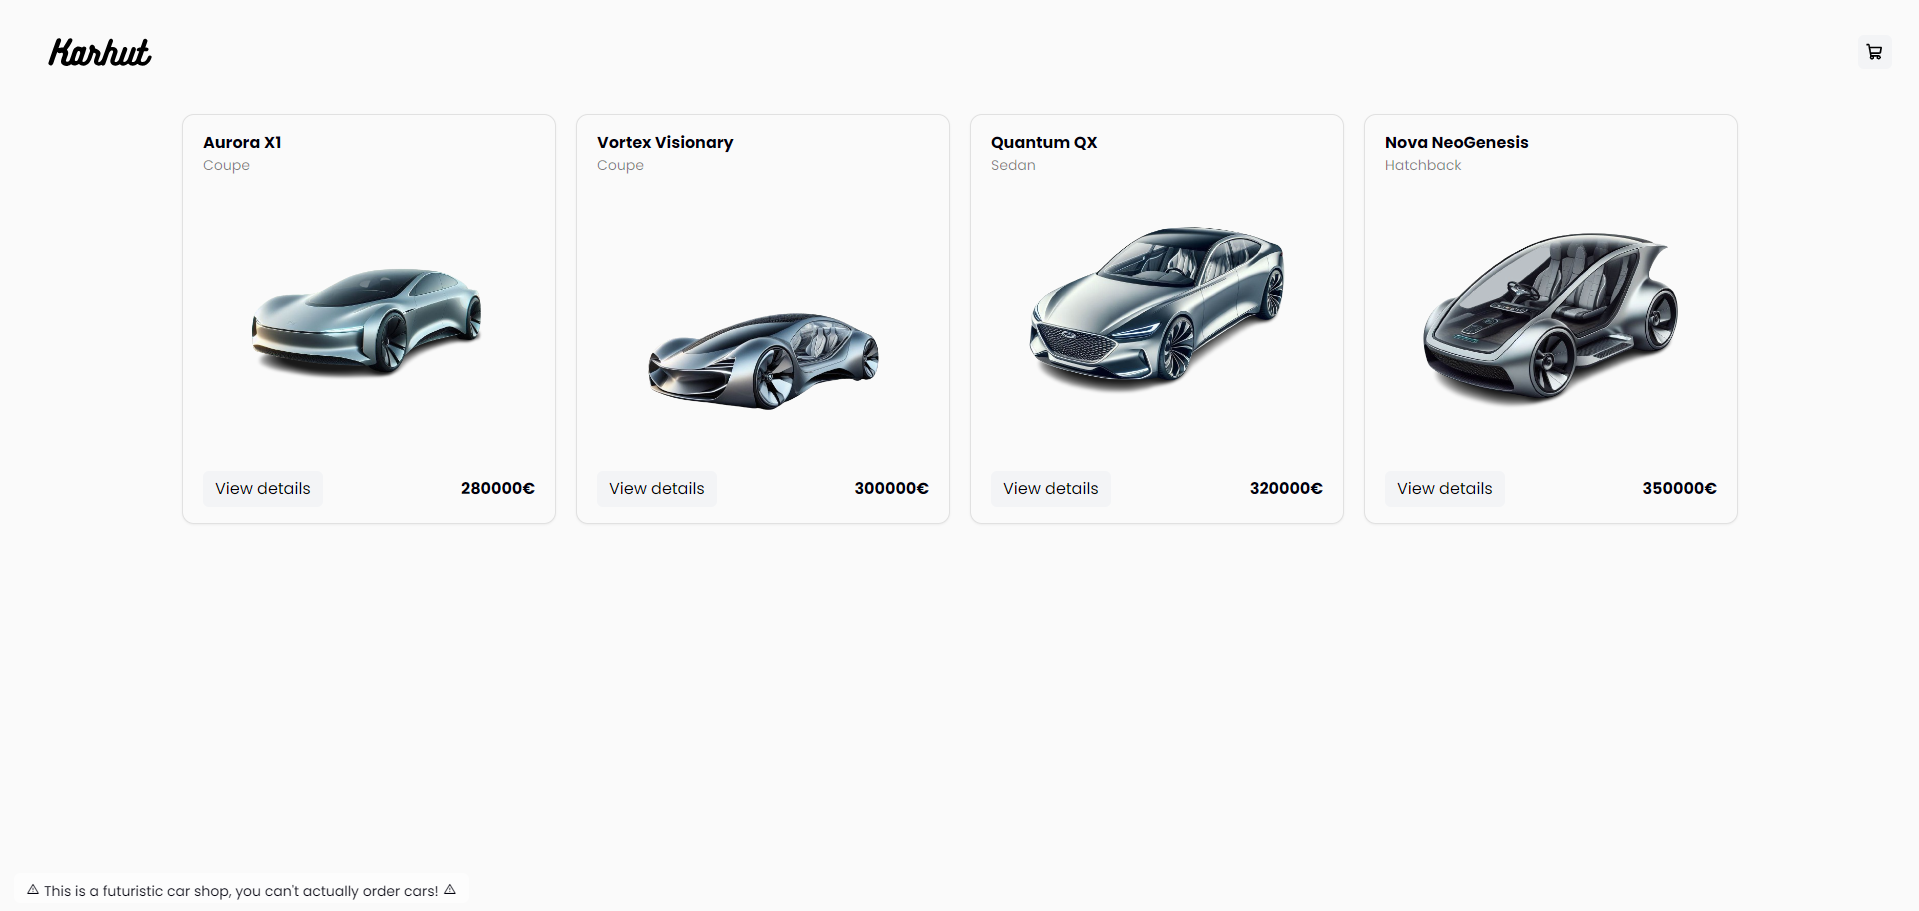 Karhut
Aurora X1
Coupe
View details
280000€
Vortex Visionary
Coupe
View details
300000€
Quantum QX
Sedan
View details
320000€
Nova NeoGenesis
Hatchback
View details
350000€
⚠ This is a futuristic car shop, you can't actually order cars! ⚠